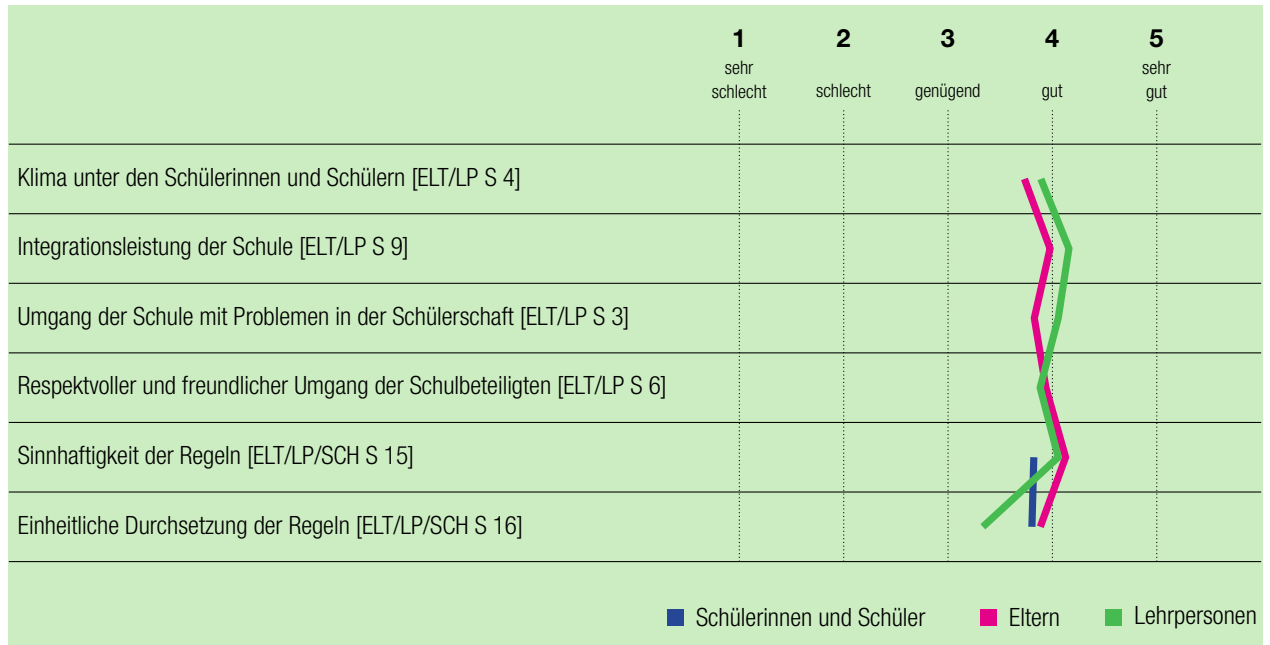 1 2 3 4 5
sehr schlecht schlecht genügend gut sehr gut
Klima unter den Schülerinnen und Schülern [ELT/LP S 4]
Integrationsleistung der Schule [ELT/LP S 9]
Umgang der Schule mit Problemen in der Schülerschaft [ELT/LP S 3]
Respektvoller und freundlicher Umgang der Schulbeteiligten [ELT/LP S 6]
Sinnhaftigkeit der Regeln [ELT/LP/SCH S 15]
Einheitliche Durchsetzung der Regeln [ELT/LP/SCH S 16]
Schülerinnen und Schüler Eltern Lehrpersonen